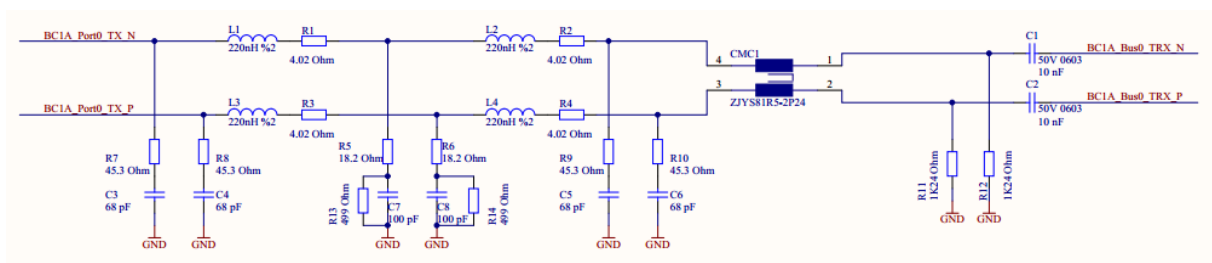 BC1A_Port0_TX_N
L1
220nH %2
R1
4.02 Ohm
L2
220nH %2
R2
4.02 Ohm
4
CMC1
1
3
2
ZJYS81R5-2P24
C1
50V 0603
10 nF
BC1A_Bus0_TRX_N
C2
50V 0603
10 nF
BC1A_Bus0_TRX_P
BC1A_Port0_TX_P
L3
220nH %2
R3
4.02 Ohm
L4
220nH %2
R4
4.02 Ohm
R7
45.3 Ohm
R8
45.3 Ohm
R5
18.2 Ohm
R6
18.2 Ohm
R9
45.3 Ohm
R10
45.3 Ohm
R11
1K24 Ohm
R12
1K24 Ohm
C3
68 pF
C4
68 pF
R13
499 Ohm
C7
100 pF
C8
100 pF
R14
499 Ohm
C5
68 pF
C6
68 pF
GND
GND
GND
GND
GND
GND
GND
GND